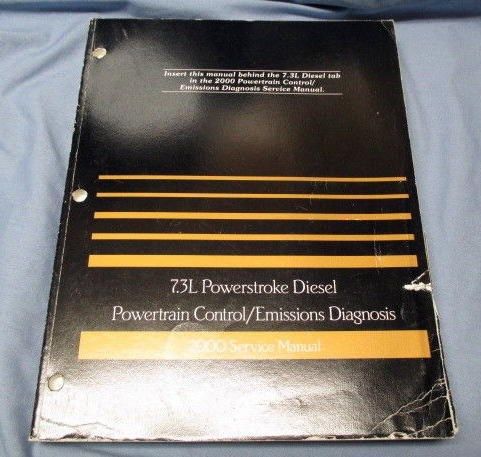 Insert this manual behind the 7.3L Diesel tab
in the 2000 Powertrain Control/
Emissions Diagnosis Service Manual.
7.3L Powerstroke Diesel
Powertrain Control/Emissions Diagnosis
2000 Service Manual